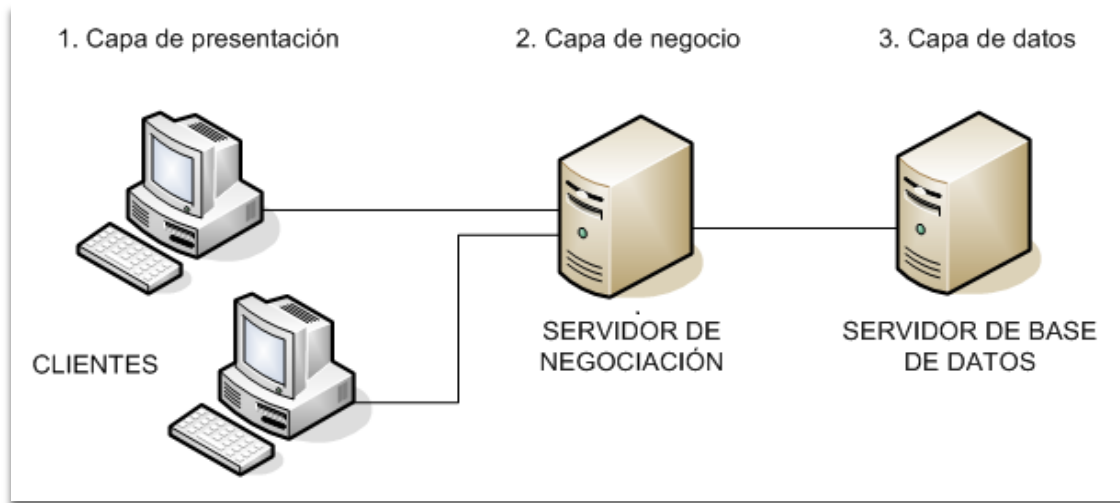 1. Capa de presentación
2. Capa de negocio
3. Capa de datos
CLIENTES
SERVIDOR DE
NEGOCIACIÓN
SERVIDOR DE BASE
DE DATOS